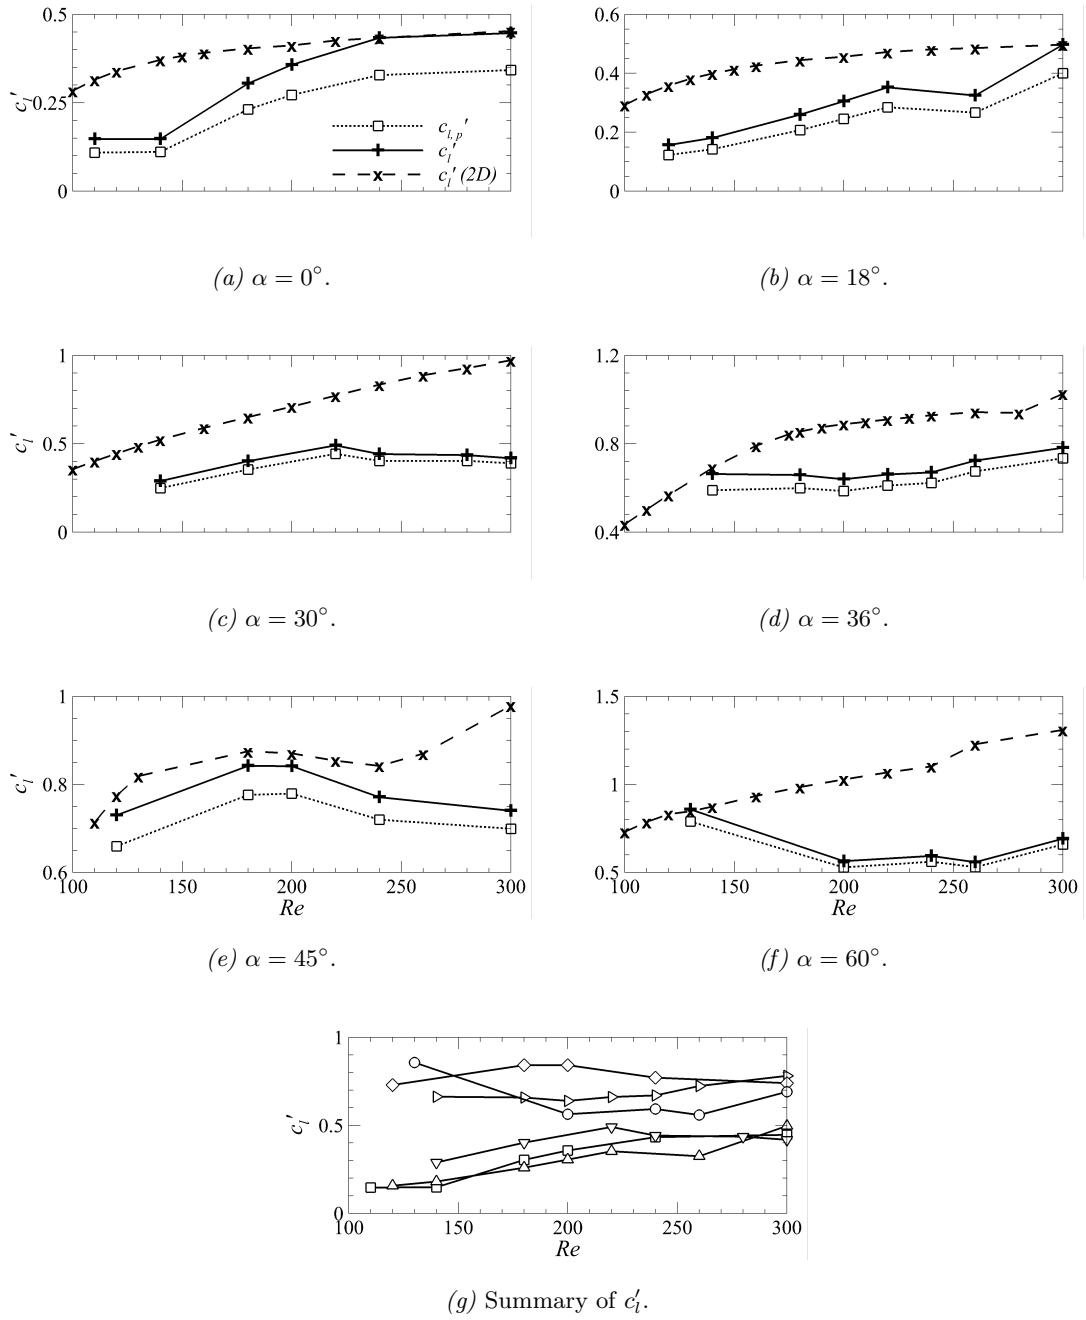 0.5
0.25
0
c_l'
c_{l,p}'
c_l'
c_l' (2D)
(a) α = 0°.
0.6
0.4
0.2
0
(b) α = 18°.
1
0.5
0
c_l'
(c) α = 30°.
1.2
0.8
0.4
(d) α = 36°.
1
0.8
0.6
c_l'
100 150 200 250 300
Re
(e) α = 45°.
1.5
1
0.5
100 150 200 250 300
Re
(f) α = 60°.
1
0.5
0
c_l'
100 150 200 250 300
Re
(g) Summary of c_l'.